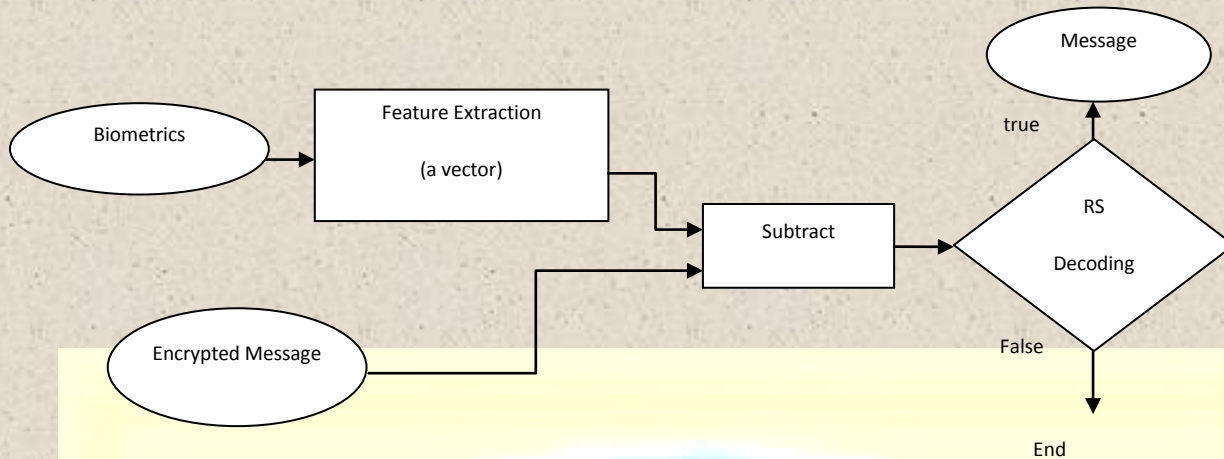 Message
Biometrics
Feature Extraction
(a vector)
true
Subtract
RS
Decoding
Encrypted Message
False
End